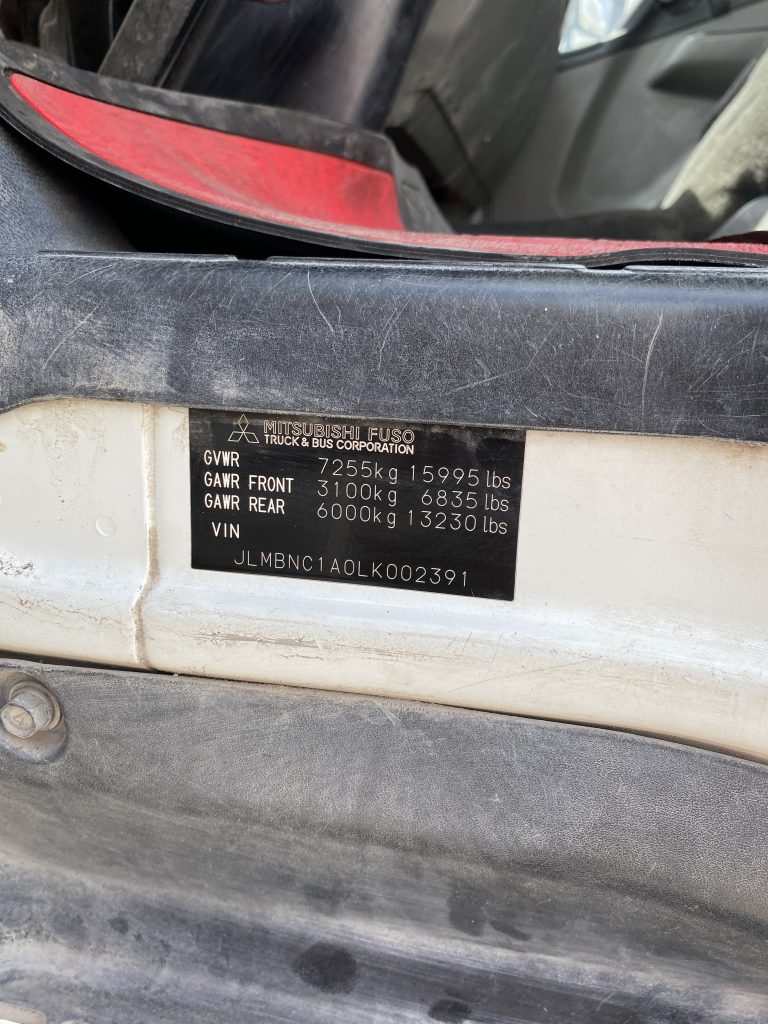 MITSUBISHI FUSO
TRUCK & BUS CORPORATION
GVWR 7255kg 15995 lbs
GAWR FRONT 3100kg 6835 lbs
GAWR REAR 6000kg 13230 lbs
VIN
JLMBNC1A0LK002391